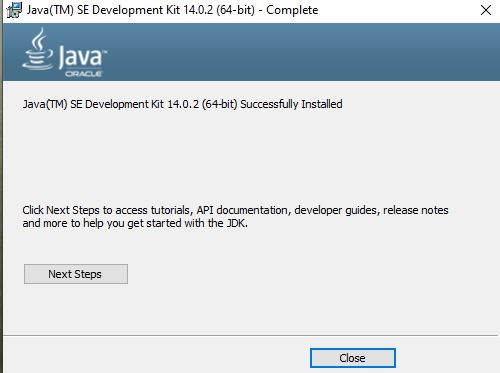 Java(TM) SE Development Kit 14.0.2 (64-bit) - Complete
Java™
ORACLE
Java(TM) SE Development Kit 14.0.2 (64-bit) Successfully Installed
Click Next Steps to access tutorials, API documentation, developer guides, release notes
and more to help you get started with the JDK.
Next Steps
Close